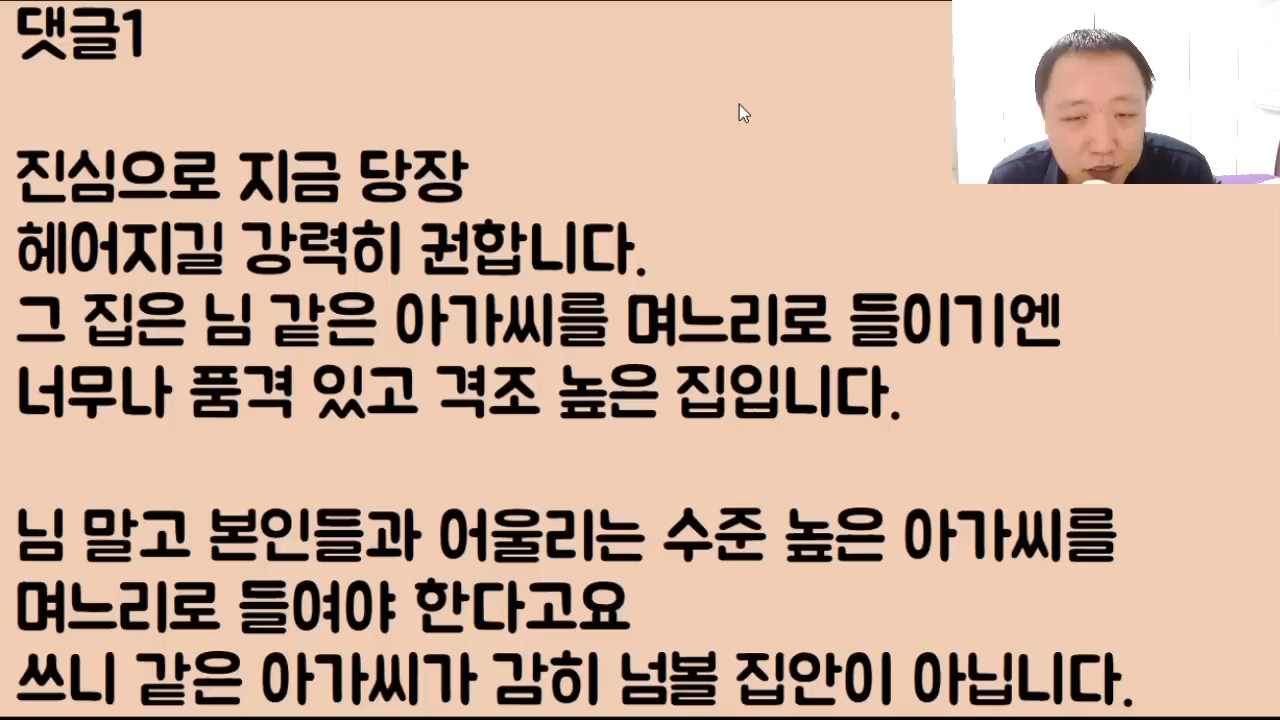 댓글1
진심으로 지금 당장
헤어지길 강력히 권합니다.
그 집은 님 같은 아가씨를 며느리로 들이기엔
너무나 품격 있고 격조 높은 집입니다.
님 말고 본인들과 어울리는 수준 높은 아가씨를
며느리로 들여야 한다고요
쓰니 같은 아가씨가 감히 넘볼 집안이 아닙니다.